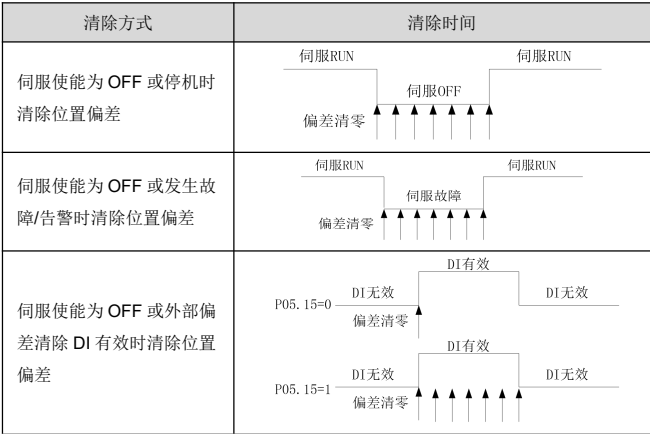 清除方式
清除时间
伺服使能为 OFF 或停机时
清除位置偏差
伺服RUN
伺服RUN
伺服OFF
偏差清零
伺服使能为 OFF 或发生故
障/告警时清除位置偏差
伺服RUN
伺服RUN
伺服故障
偏差清零
伺服使能为 OFF 或外部偏
差清除 DI 有效时清除位置
偏差
DI有效
P05.15=0
DI无效
DI无效
偏差清零
DI有效
P05.15=1
DI无效
DI无效
偏差清零